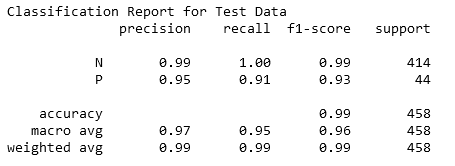 Classification Report for Test Data
precision recall f1-score support
N 0.99 1.00 0.99 414
P 0.95 0.91 0.93 44
accuracy 0.99 458
macro avg 0.97 0.95 0.96 458
weighted avg 0.99 0.99 0.99 458